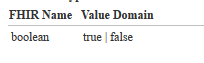 FHIR Name Value Domain
boolean true | false